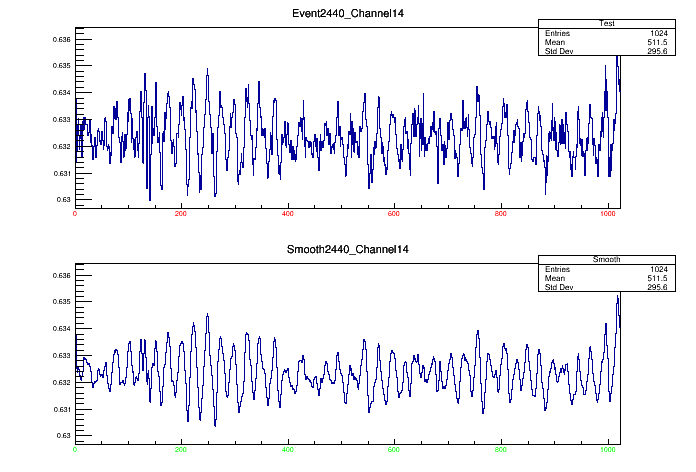 Event2440_Channel14
Test
Entries 1024
Mean 511.5
Std Dev 295.6
0.636
0.635
0.634
0.633
0.632
0.631
0.63
0 200 400 600 800 1000
Smooth2440_Channel14
Smooth
Entries 1024
Mean 511.5
Std Dev 295.6
0.636
0.635
0.634
0.633
0.632
0.631
0.63
0 200 400 600 800 1000